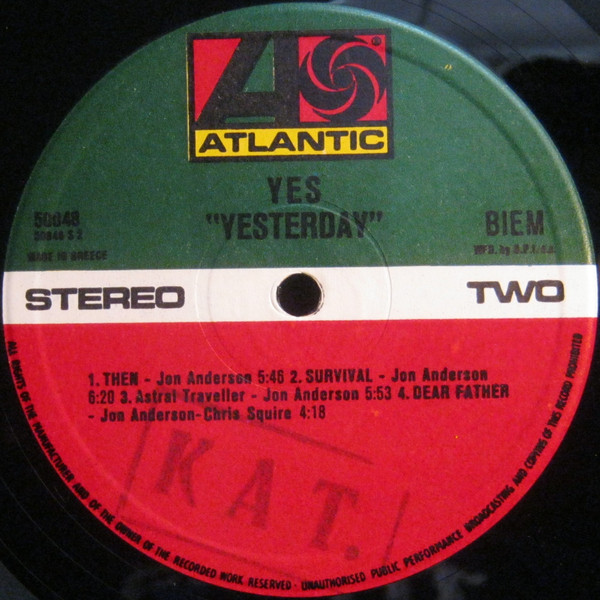 ATLANTIC
YES
"YESTERDAY"
50048
50048 S 2
MADE IN GREECE
BIEM
STEREO
TWO
1. THEN - Jon Anderson 5:46 2. SURVIVAL - Jon Anderson
6:20 3. Astral Traveller - Jon Anderson 5:53 4. DEAR FATHER
- Jon Anderson-Chris Squire 4:18
KAT.
ALL RIGHTS OF THE MANUFACTURER AND OF THE OWNER OF THE RECORDED WORK RESERVED · UNAUTHORISED PUBLIC PERFORMANCE BROADCASTING AND COPYING OF THIS RECORD PROHIBITED